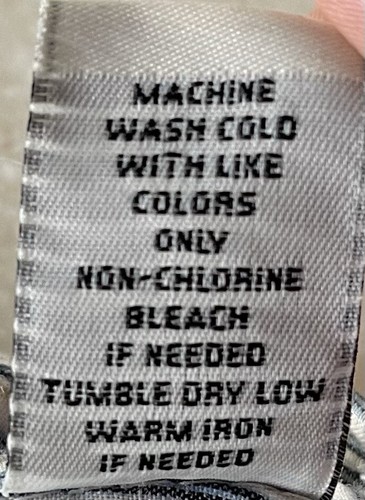 MACHINE
WASH COLD
WITH LIKE
COLORS
ONLY
NON-CHLORINE
BLEACH
IF NEEDED
TUMBLE DRY LOW
WARM IRON
IF NEEDED